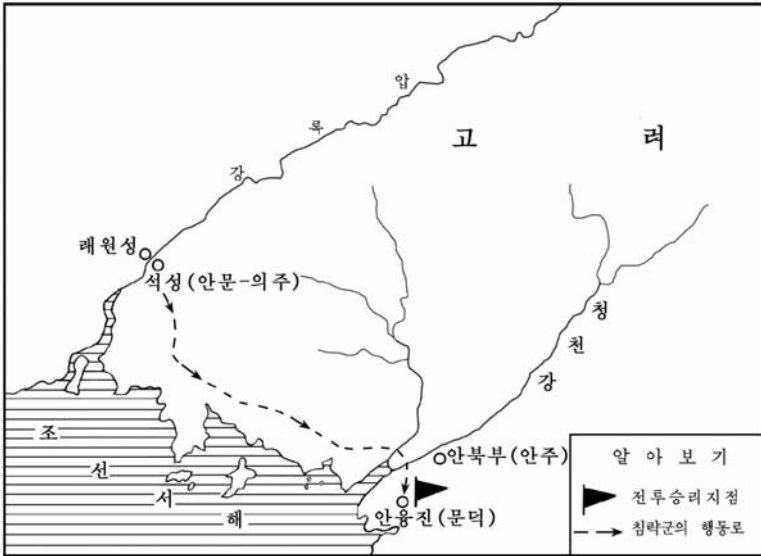 압록강
고려
래원성
석성(안문-의주)
청천강
안북부(안주)
안융진(문덕)
조선서해
알아보기
전투승리지점
침략군의 행동로